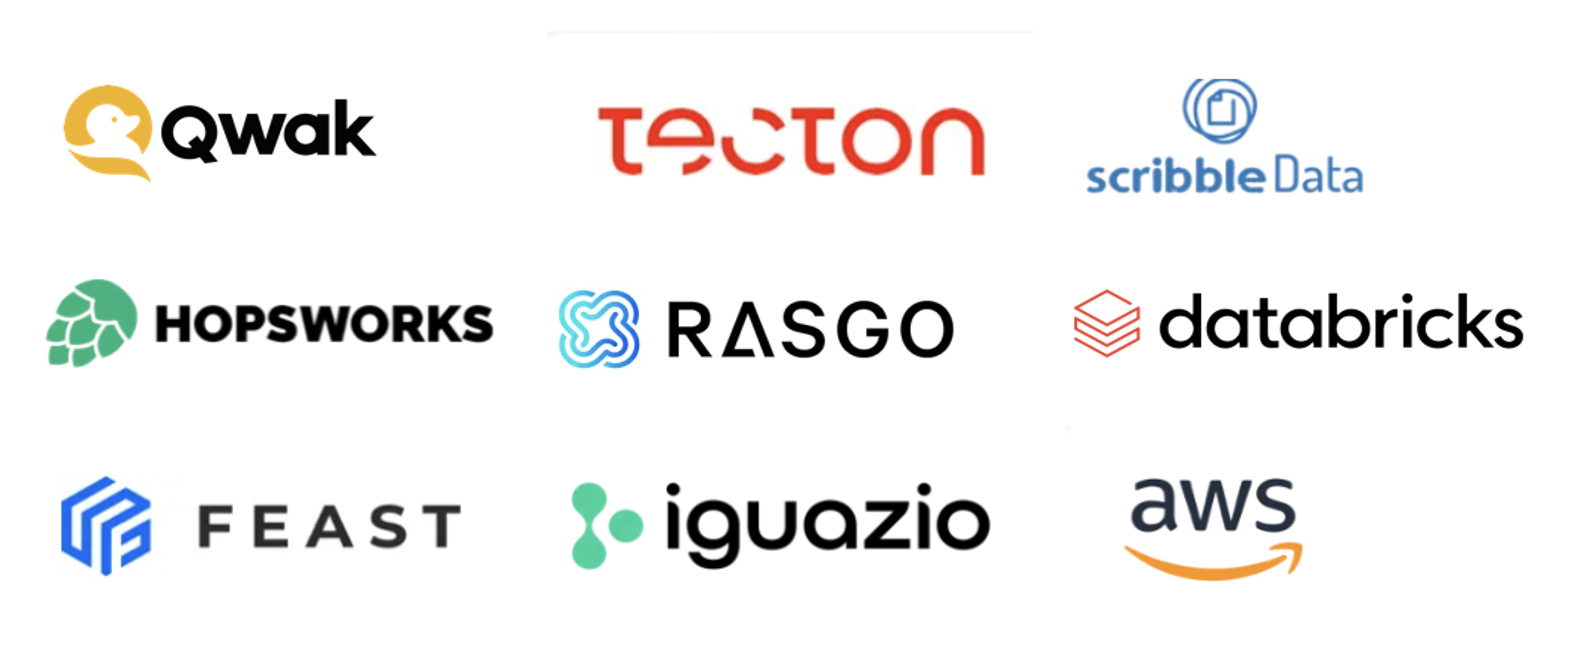 Qwak
tecton
scribble Data
HOPSWORKS
RASGO
databricks
FEAST
iguazio
aws